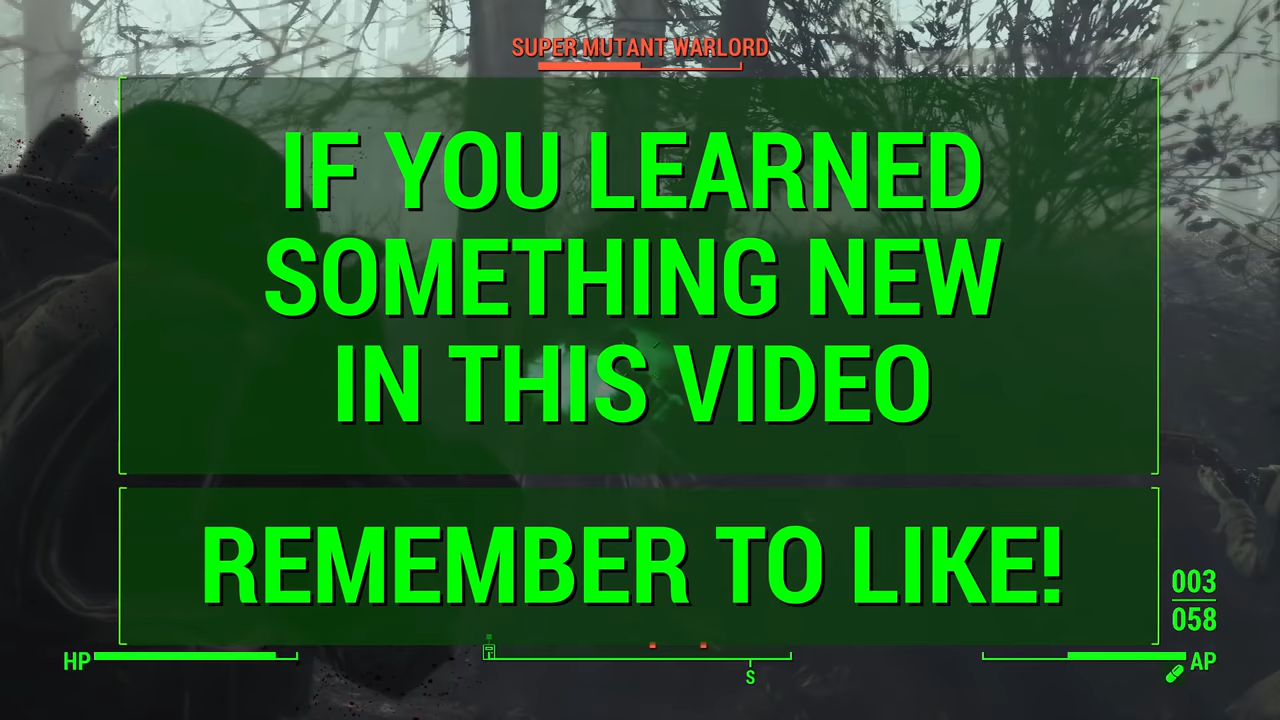 SUPER MUTANT WARLORD
IF YOU LEARNED
SOMETHING NEW
IN THIS VIDEO
REMEMBER TO LIKE!
003
058
HP
AP
S